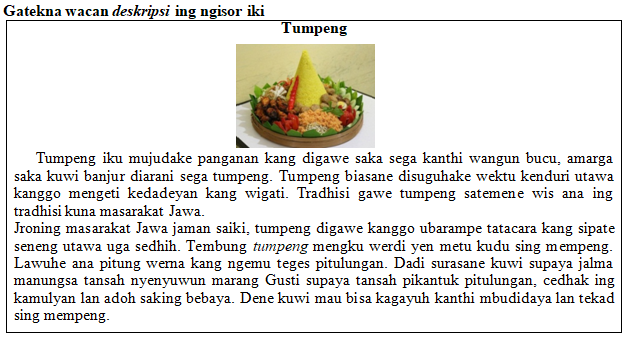 Gatekna wacan deskripsi ing ngisor iki
Tumpeng
Tumpeng iku mujudake panganan kang digawe saka sega kanthi wangun bucu, amarga
saka kuwi banjur diarani sega tumpeng. Tumpeng biasane disuguhake wektu kenduri utawa
kanggo mengeti kedadeyan kang wigati. Tradhisi gawe tumpeng satemene wis ana ing
tradhisi kuna masarakat Jawa.
Jroning masarakat Jawa jaman saiki, tumpeng digawe kanggo ubarampe tatacara kang sipate
seneng utawa uga sedhih. Tembung tumpeng mengku werdi yen metu kudu sing mempeng.
Lawuhe ana pitung werna kang ngemu teges pitulungan. Dadi surasane kuwi supaya jalma
manungsa tansah nyenyuwun marang Gusti supaya tansah pikantuk pitulungan, cedhak ing
kamulyan lan adoh saking bebaya. Dene kuwi mau bisa kagayuh kanthi mbudidaya lan tekad
sing mempeng.